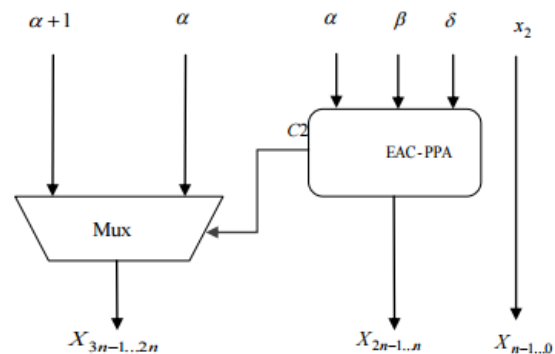 α+1 α α β δ x₂
C2
EAC-PPA
Mux
X₃ₙ₋₁...₂ₙ X₂ₙ₋₁...ₙ Xₙ₋₁...₀